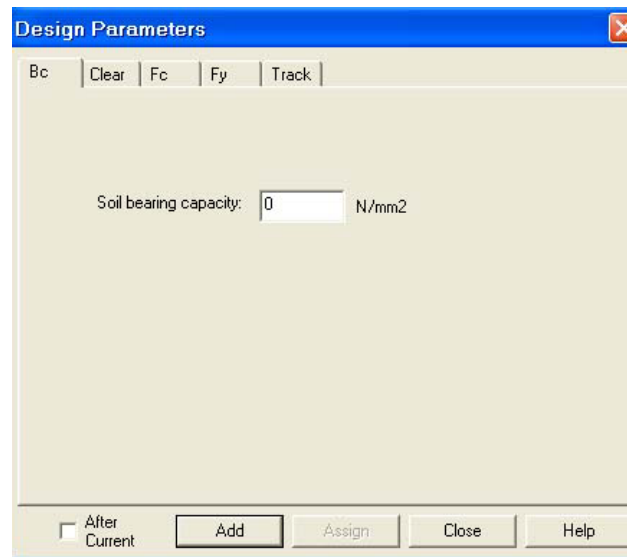 Design Parameters
Bc Clear Fc Fy Track
Soil bearing capacity: 0 N/mm2
After
Current
Add Assign Close Help